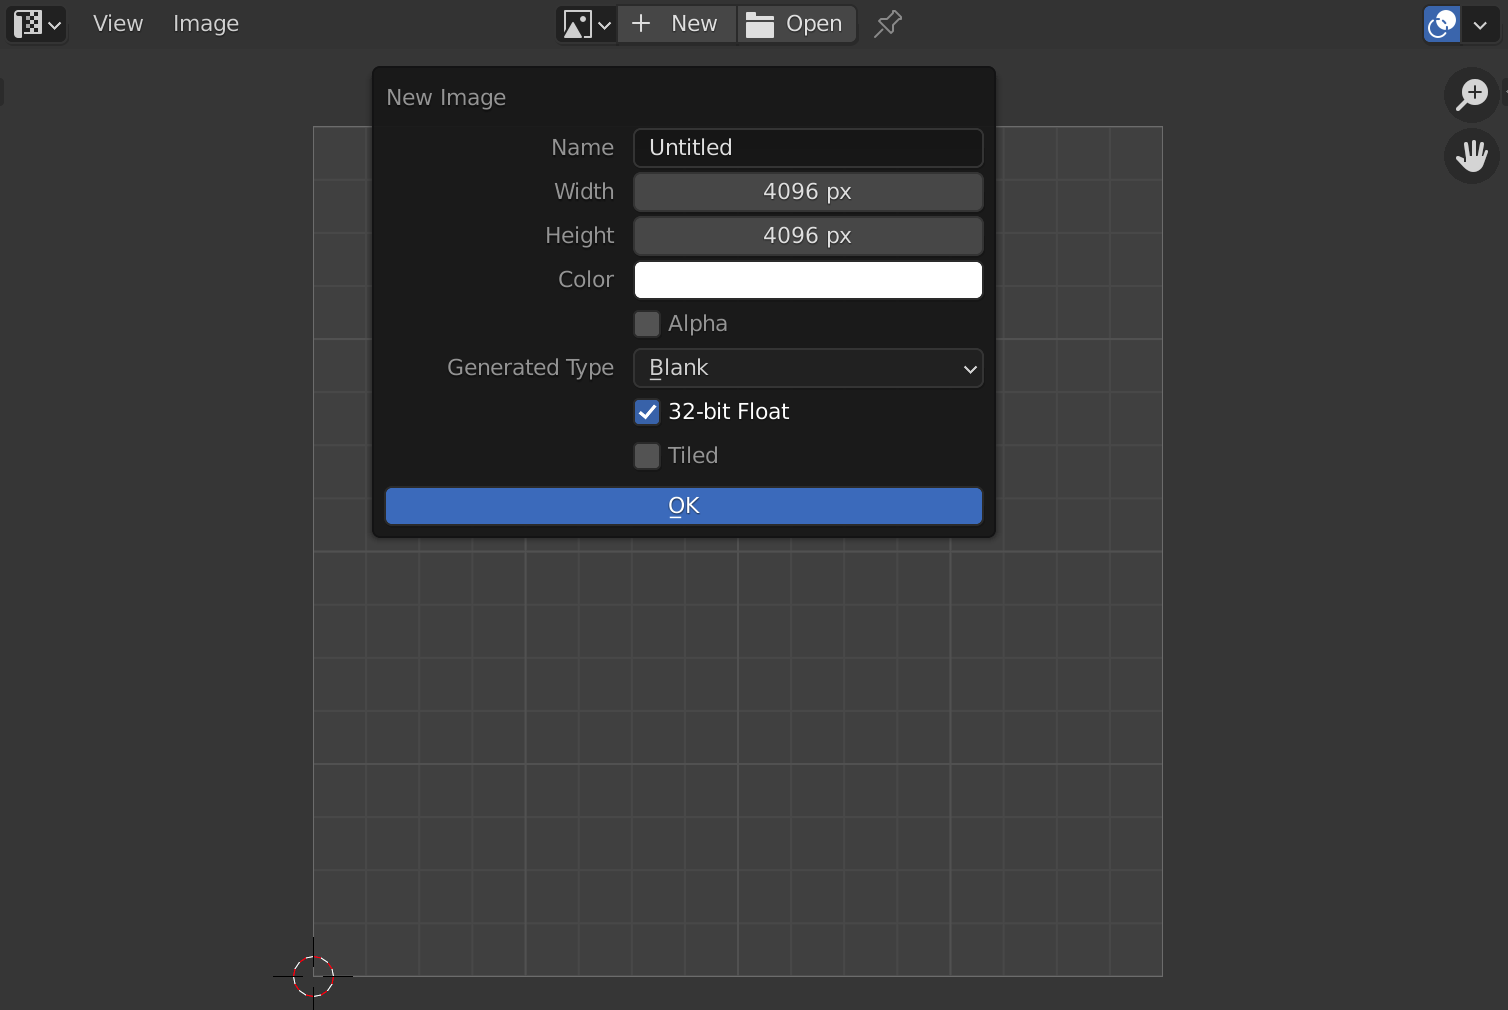 View Image New Open
New Image
Name Untitled
Width 4096 px
Height 4096 px
Color
Alpha
Generated Type Blank
32-bit Float
Tiled
OK